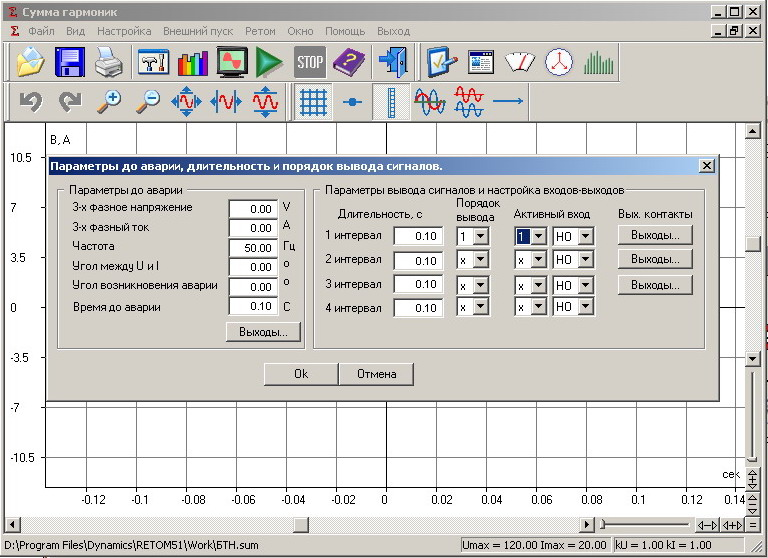 Сумма гармоник
Файл Вид Настройка Внешний пуск Ретом Окно Помощь Выход
STOP
В, А
10.5
7
3.5
0
-3.5
-7
-10.5
Параметры до аварии, длительность и порядок вывода сигналов.
Параметры до аварии
3-х фазное напряжение 0.00 V
3-х фазный ток 0.00 A
Частота 50.00 Гц
Угол между U и I 0.00 o
Угол возникновения аварии 0.00 o
Время до аварии 0.10 С
Выходы...
Параметры вывода сигналов и настройка входов-выходов
Длительность, с Порядок вывода Активный вход Вых. контакты
1 интервал 0.10 1 1 НО Выходы...
2 интервал 0.10 x x НО Выходы...
3 интервал 0.10 x x НО Выходы...
4 интервал 0.10 x x НО
Ok Отмена
сек
-0.12 -0.1 -0.08 -0.06 -0.04 -0.02 0 0.02 0.04 0.06 0.08 0.1 0.12 0.14
D:\Program Files\Dynamics\RETOM51\Work\БТН.sum Umax = 120.00 Imax = 20.00 kU = 1.00 kI = 1.00